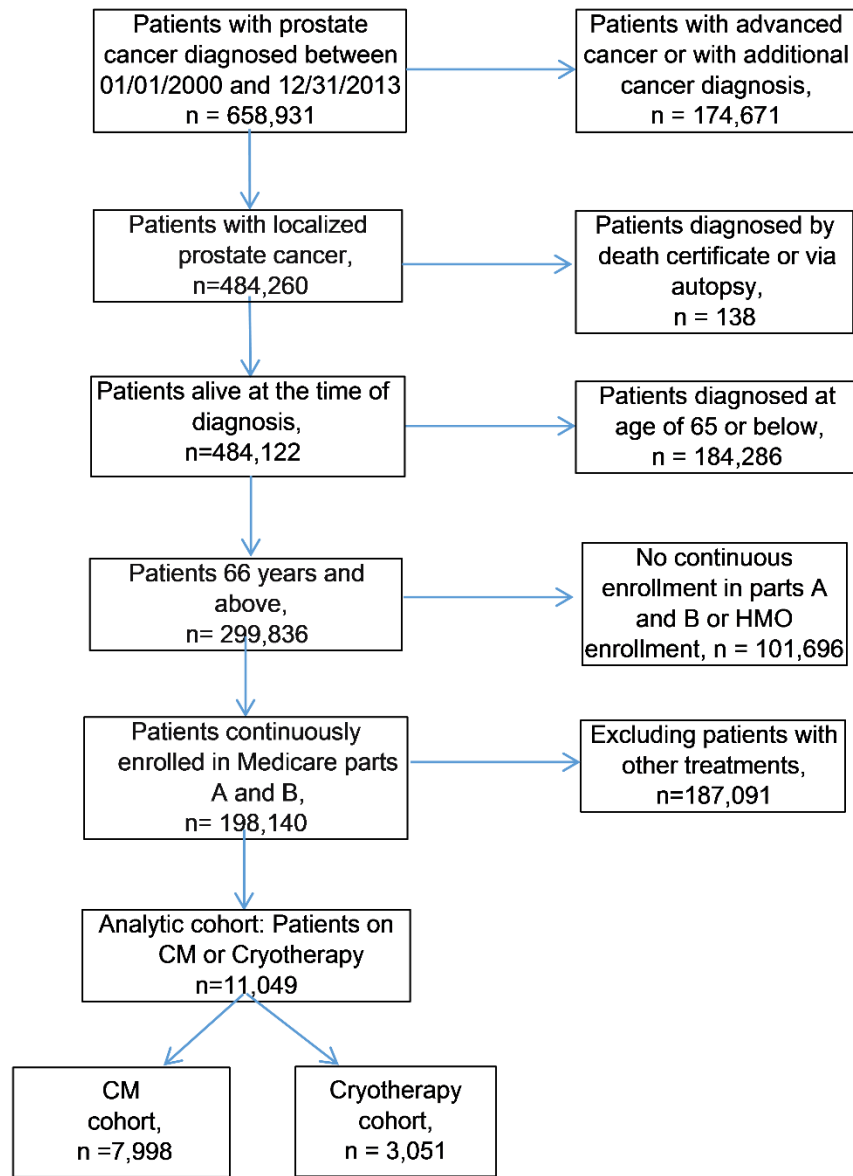 Patients with prostate
cancer diagnosed between
01/01/2000 and 12/31/2013
n = 658,931
Patients with advanced
cancer or with additional
cancer diagnosis,
n = 174,671
Patients with localized
prostate cancer,
n=484,260
Patients diagnosed by
death certificate or via
autopsy,
n = 138
Patients alive at the time of
diagnosis,
n=484,122
Patients diagnosed at
age of 65 or below,
n = 184,286
Patients 66 years and
above,
n= 299,836
No continuous
enrollment in parts A
and B or HMO
enrollment, n = 101,696
Patients continuously
enrolled in Medicare parts
A and B,
n= 198,140
Excluding patients with
other treatments,
n=187,091
Analytic cohort: Patients on
CM or Cryotherapy
n=11,049
CM
cohort,
n =7,998
Cryotherapy
cohort,
n = 3,051